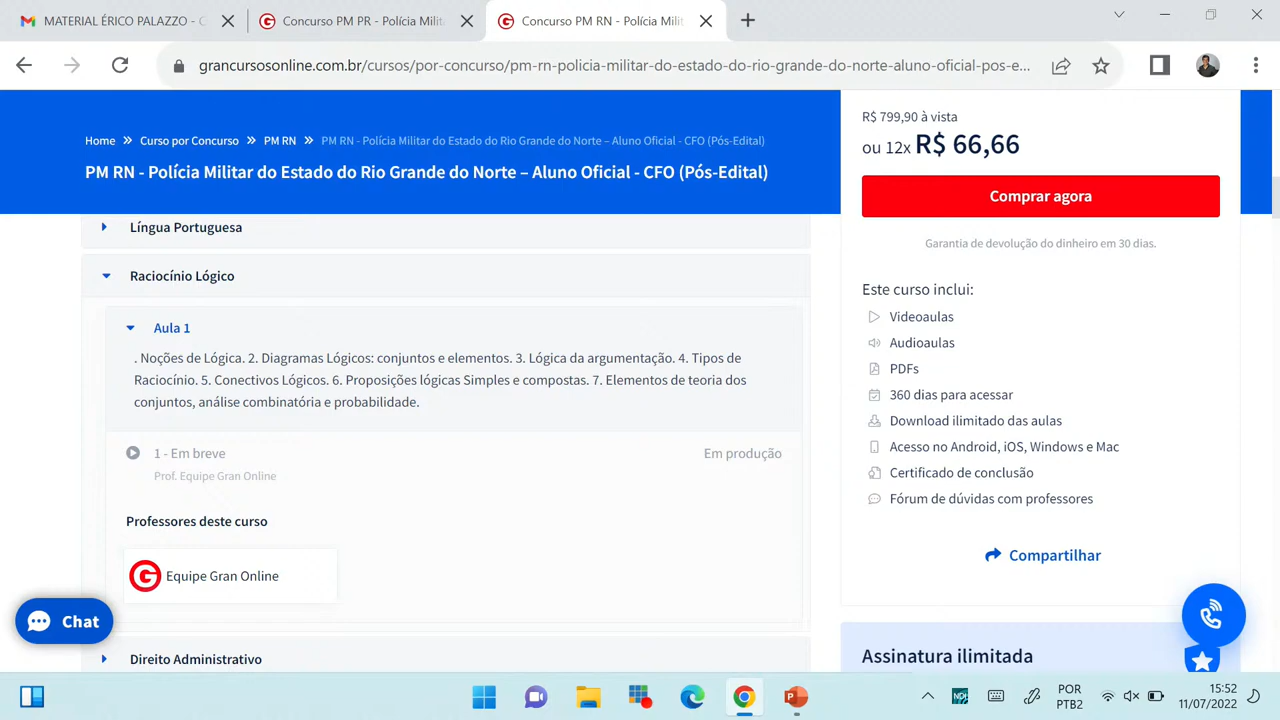 MATERIAL ÉRICO PALAZZO - C
Concurso PM PR - Polícia Milit
Concurso PM RN - Polícia Milit
grancursosonline.com.br/cursos/por-concurso/pm-rn-policia-militar-do-estado-do-rio-grande-do-norte-aluno-oficial-pos-e...
Home » Curso por Concurso » PM RN » PM RN - Polícia Militar do Estado do Rio Grande do Norte – Aluno Oficial - CFO (Pós-Edital)
PM RN - Polícia Militar do Estado do Rio Grande do Norte – Aluno Oficial - CFO (Pós-Edital)
Língua Portuguesa
Raciocínio Lógico
Aula 1
. Noções de Lógica. 2. Diagramas Lógicos: conjuntos e elementos. 3. Lógica da argumentação. 4. Tipos de
Raciocínio. 5. Conectivos Lógicos. 6. Proposições lógicas Simples e compostas. 7. Elementos de teoria dos
conjuntos, análise combinatória e probabilidade.
1 - Em breve
Em produção
Prof. Equipe Gran Online
Professores deste curso
Equipe Gran Online
Direito Administrativo
Chat
R$ 799,90 à vista
ou 12x R$ 66,66
Comprar agora
Garantia de devolução do dinheiro em 30 dias.
Este curso inclui:
Videoaulas
Audioaulas
PDFs
360 dias para acessar
Download ilimitado das aulas
Acesso no Android, iOS, Windows e Mac
Certificado de conclusão
Fórum de dúvidas com professores
Compartilhar
Assinatura ilimitada
POR
PTB2
15:52
11/07/2022